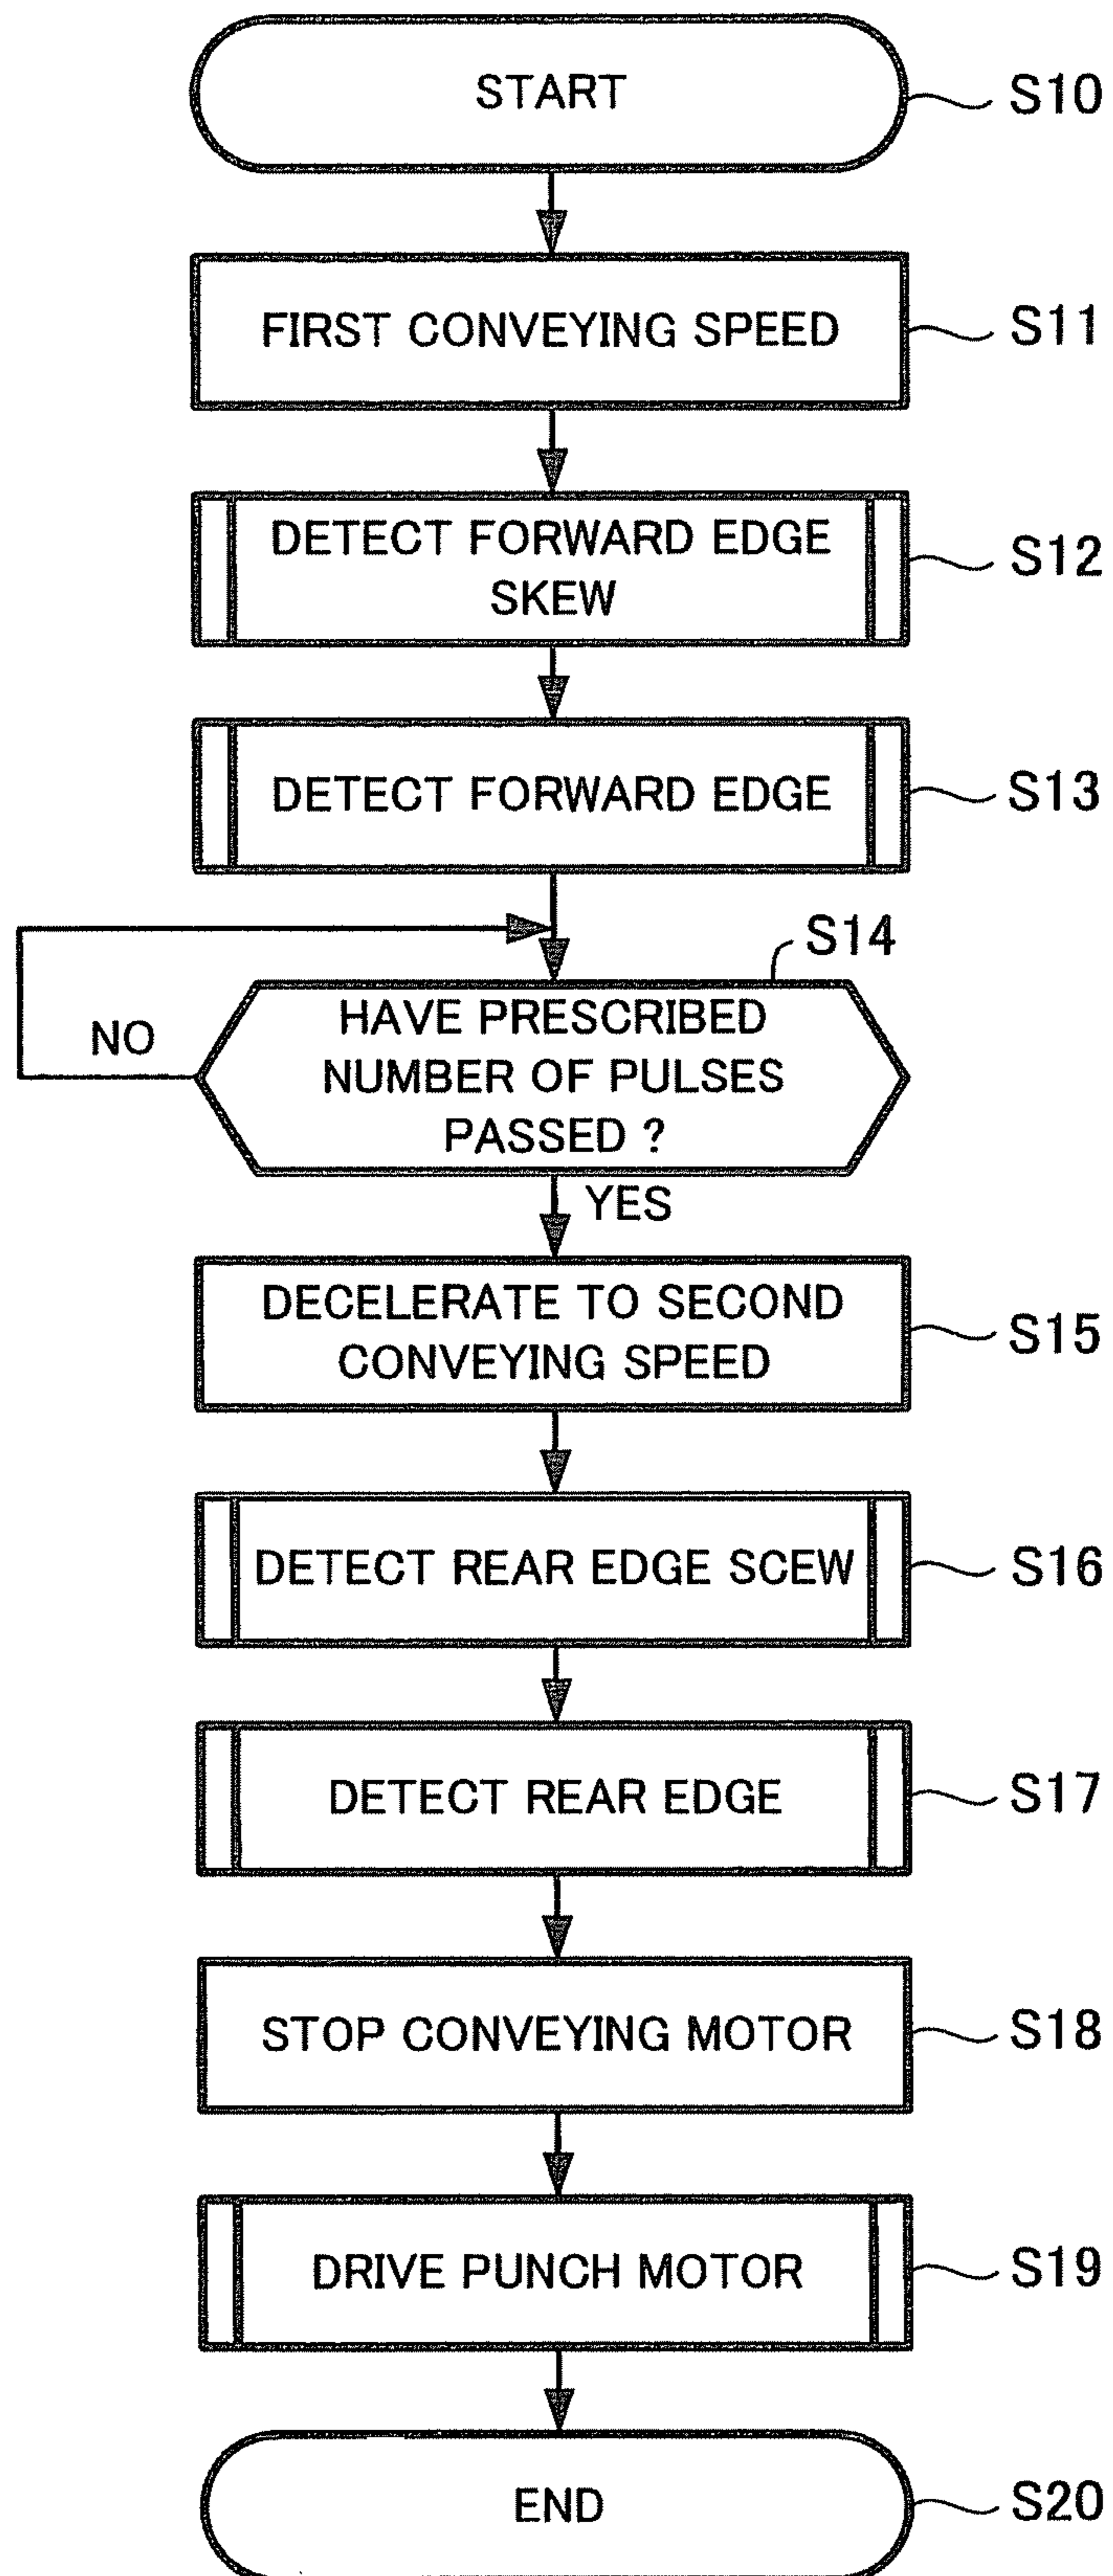 START
S10
FIRST CONVEYING SPEED
S11
DETECT FORWARD EDGE
SKEW
S12
DETECT FORWARD EDGE
S13
S14
HAVE PRESCRIBED
NUMBER OF PULSES
PASSED ?
NO
YES
DECELERATE TO SECOND
CONVEYING SPEED
S15
DETECT REAR EDGE SCEW
S16
DETECT REAR EDGE
S17
STOP CONVEYING MOTOR
S18
DRIVE PUNCH MOTOR
S19
END
S20